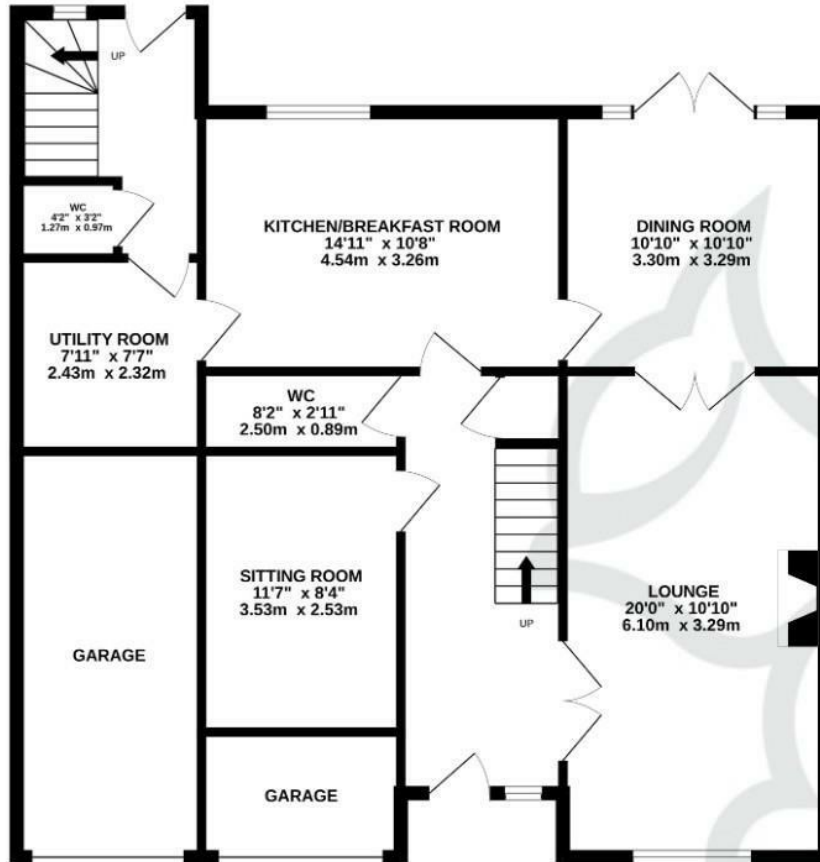 UP
WC
4'2" x 3'2"
1.27m x 0.97m
KITCHEN/BREAKFAST ROOM
14'11" x 10'8"
4.54m x 3.26m
DINING ROOM
10'10" x 10'10"
3.30m x 3.29m
UTILITY ROOM
7'11" x 7'7"
2.43m x 2.32m
WC
8'2" x 2'11"
2.50m x 0.89m
SITTING ROOM
11'7" x 8'4"
3.53m x 2.53m
UP
LOUNGE
20'0" x 10'10"
6.10m x 3.29m
GARAGE
GARAGE